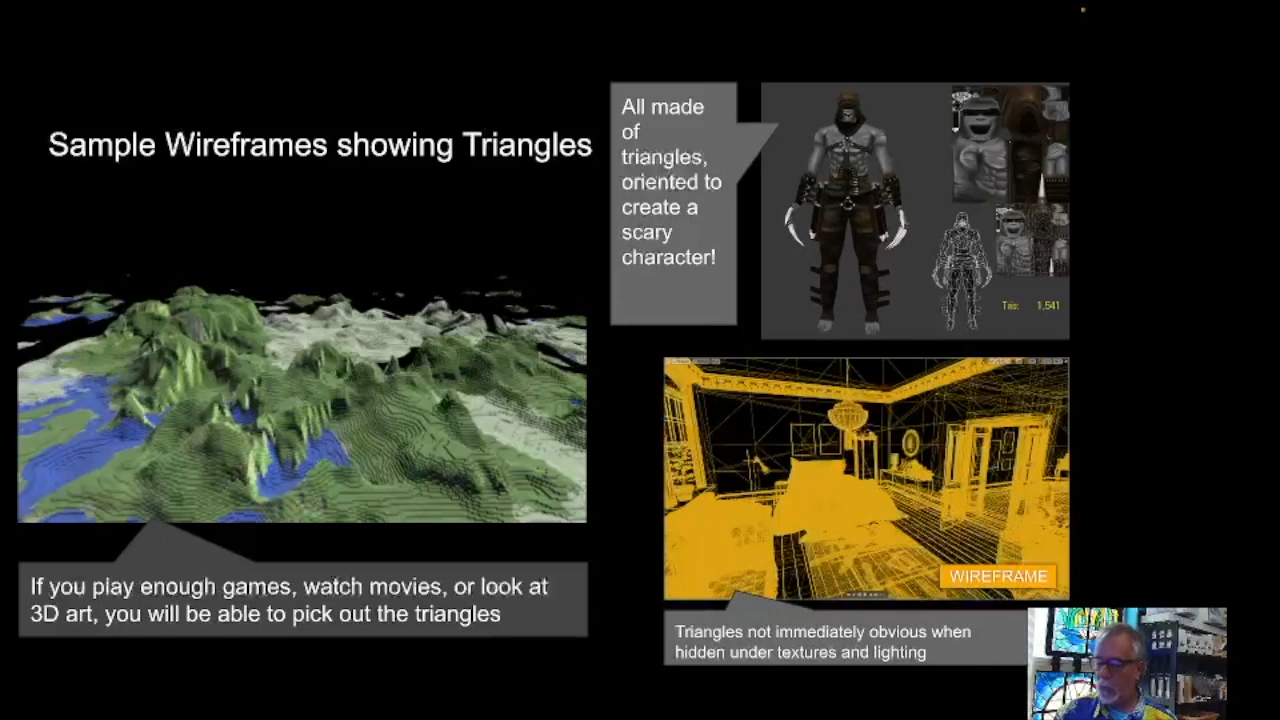 Sample Wireframes showing Triangles
All made
of
triangles,
oriented to
create a
scary
character!
Tris: 1,541
WIREFRAME
If you play enough games, watch movies, or look at
3D art, you will be able to pick out the triangles
Triangles not immediately obvious when
hidden under textures and lighting